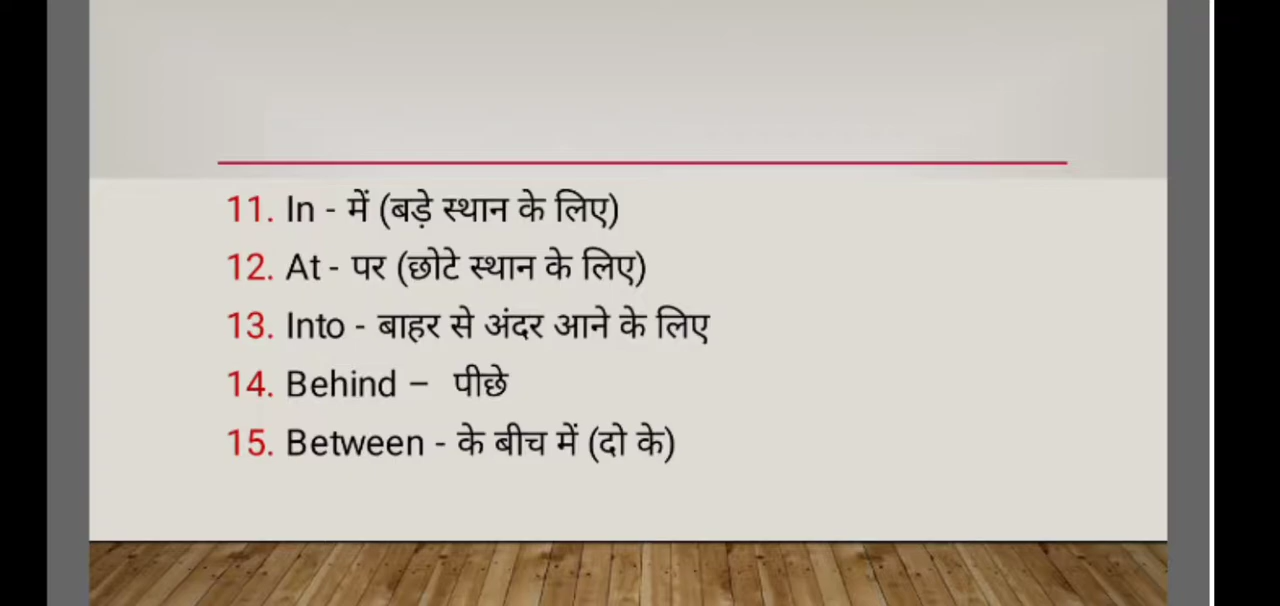 11. In - में (बड़े स्थान के लिए)
12. At - पर (छोटे स्थान के लिए)
13. Into - बाहर से अंदर आने के लिए
14. Behind – पीछे
15. Between - के बीच में (दो के)